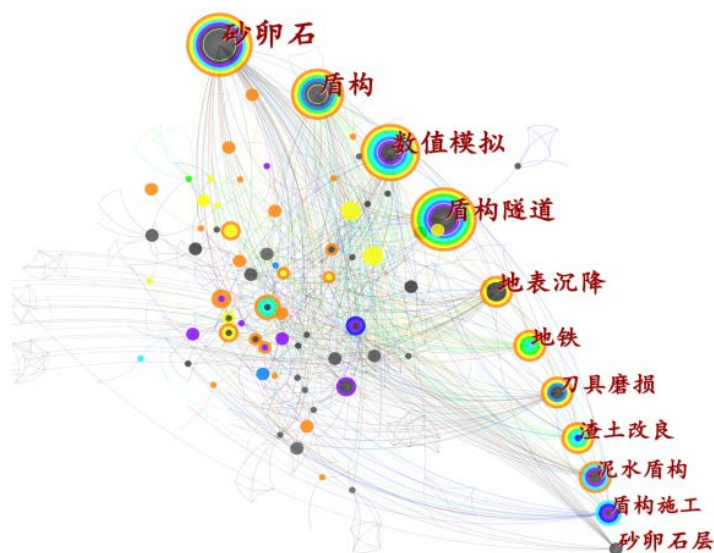 砂卵石
盾构
数值模拟
盾构隧道
地表沉降
地铁
刀具磨损
渣土改良
泥水盾构
盾构施工
砂卵石层